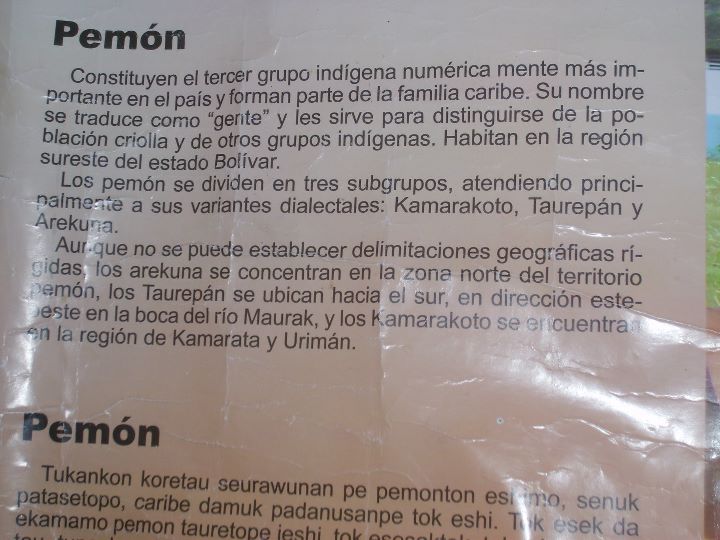 Pemón
Constituyen el tercer grupo indígena numérica mente más im-
portante en el país y forman parte de la familia caribe. Su nombre
se traduce como “gente” y les sirve para distinguirse de la po-
blación criolla y de otros grupos indígenas. Habitan en la región
sureste del estado Bolívar.
Los pemón se dividen en tres subgrupos, atendiendo princi-
palmente a sus variantes dialectales: Kamarakoto, Taurepán y
Arekuna.
Aunque no se puede establecer delimitaciones geográficas rí-
gidas, los arekuna se concentran en la zona norte del territorio
pemón, los Taurepán se ubican hacia el sur, en dirección este-
oeste en la boca del río Maurak, y los Kamarakoto se encuentran
en la región de Kamarata y Urimán.
Pemón
Tukankon koretau seurawunan pe pemonton senuk
patasetopo, caribe damuk padanusanpe tok eshi. Tok esek da
ekamamo pemon tauretope ieshi, tok